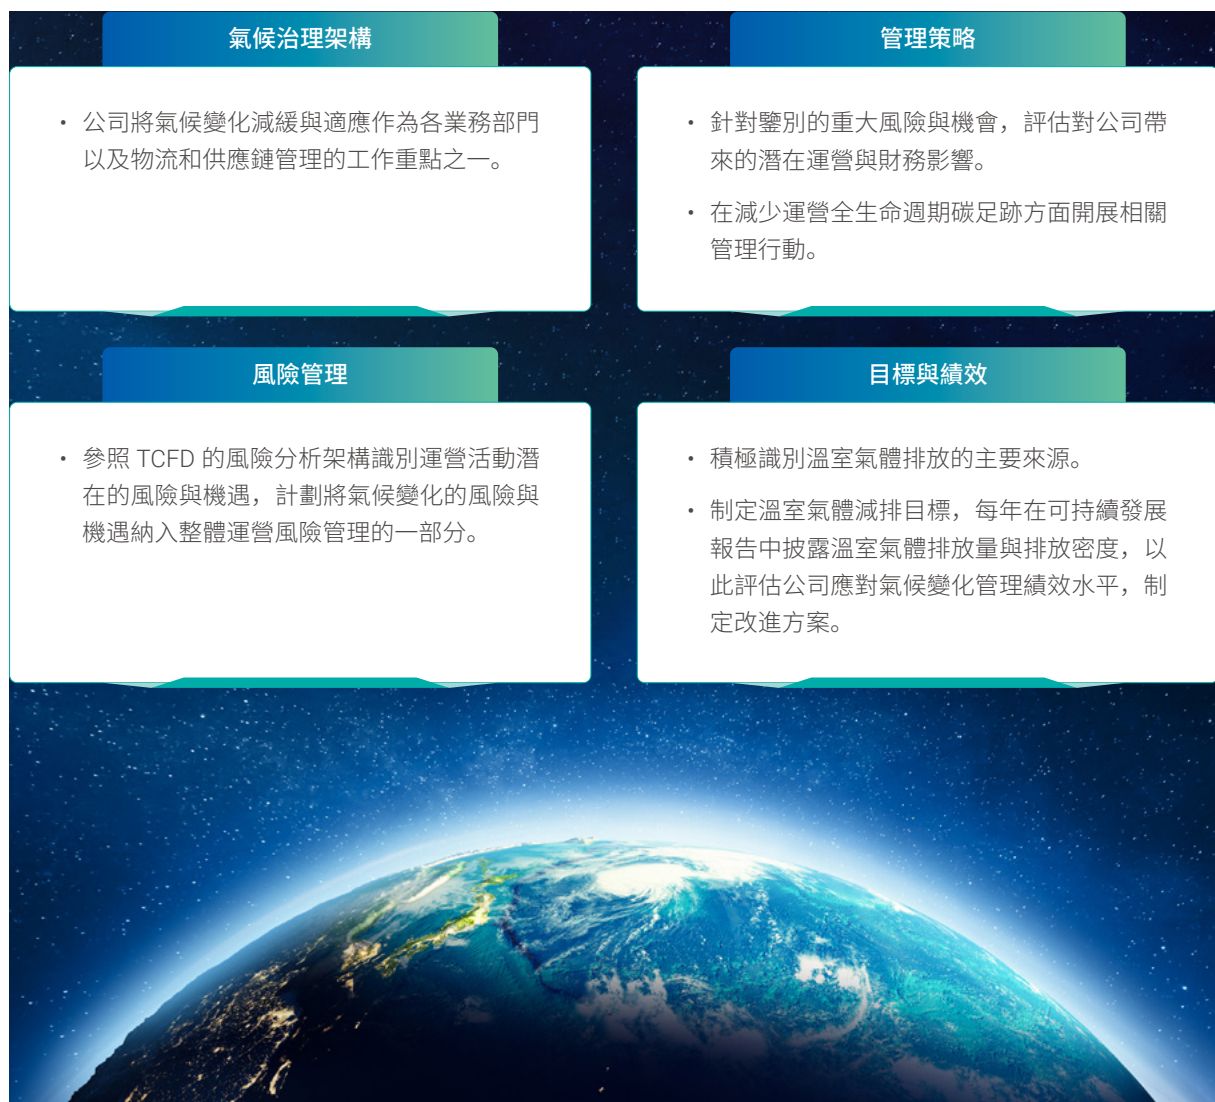 氣候治理架構
• 公司將氣候變化減緩與適應作為各業務部門
以及物流和供應鏈管理的工作重點之一。
管理策略
• 針對鑒別的重大風險與機會，評估對公司帶
來的潛在運營與財務影響。
• 在減少運營全生命週期碳足跡方面開展相關
管理行動。
風險管理
• 參照 TCFD 的風險分析架構識別運營活動潛
在的風險與機遇，計劃將氣候變化的風險與
機遇納入整體運營風險管理的一部分。
目標與績效
• 積極識別溫室氣體排放的主要來源。
• 制定溫室氣體減排目標，每年在可持續發展
報告中披露溫室氣體排放量與排放密度，以
此評估公司應對氣候變化管理績效水平，制
定改進方案。